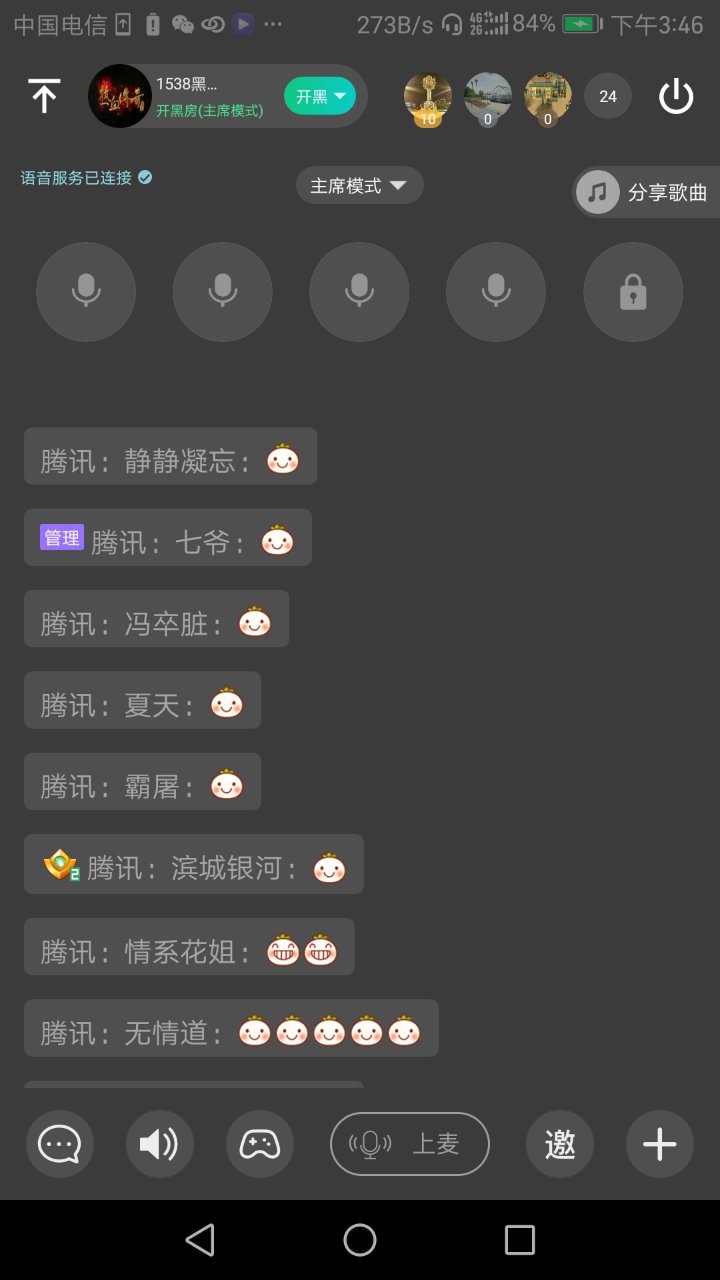 中国电信 ··· 273B/s 4G 2G 84% 下午3:46
1538黑...
开黑房(主席模式)
开黑
10 0 0 24
语音服务已连接 主席模式 分享歌曲
腾讯：静静凝忘：
管理 腾讯：七爷：
腾讯：冯卒脏：
腾讯：夏天：
腾讯：霸屠：
2 腾讯：滨城银河：
腾讯：情系花姐：
腾讯：无情道：
上麦 邀